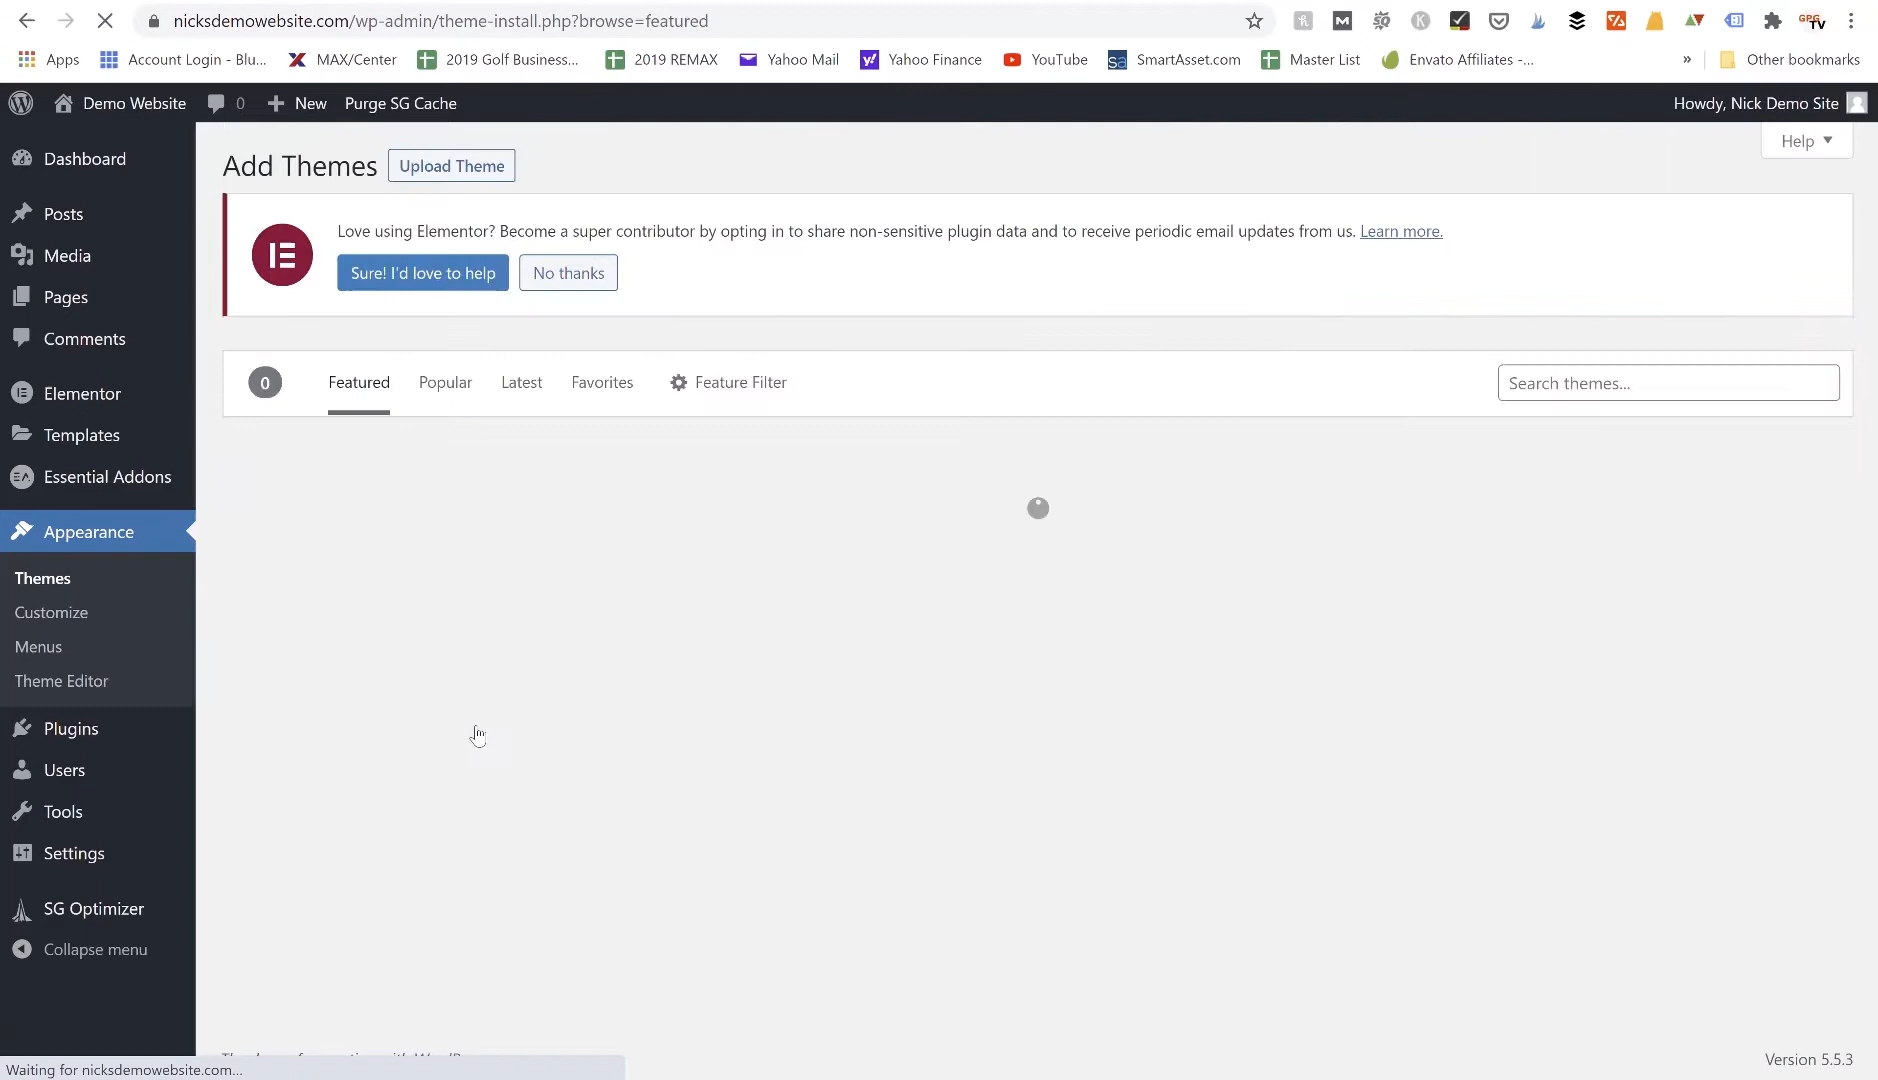 nicksdemowebsite.com/wp-admin/theme-install.php?browse=featured
Apps Account Login - Blu... MAX/Center 2019 Golf Business... 2019 REMAX Yahoo Mail Yahoo Finance YouTube SmartAsset.com Master List Envato Affiliates -... » Other bookmarks
Demo Website 0 New Purge SG Cache Howdy, Nick Demo Site
Help
Add Themes Upload Theme
Love using Elementor? Become a super contributor by opting in to share non-sensitive plugin data and to receive periodic email updates from us. Learn more.
Sure! I'd love to help No thanks
0 Featured Popular Latest Favorites Feature Filter Search themes...
Dashboard
Posts
Media
Pages
Comments
Elementor
Templates
Essential Addons
Appearance
Themes
Customize
Menus
Theme Editor
Plugins
Users
Tools
Settings
SG Optimizer
Collapse menu
Version 5.5.3
Waiting for nicksdemowebsite.com...